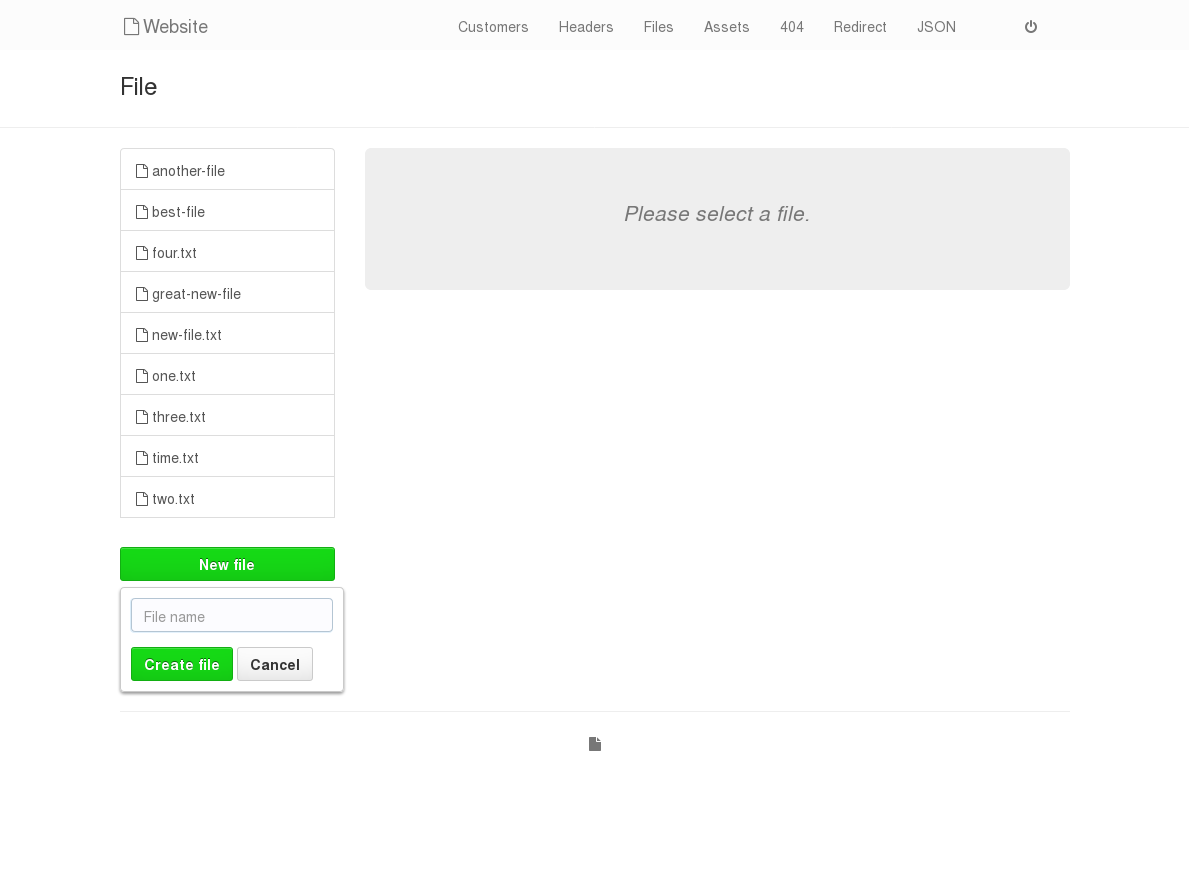 Website Customers Headers Files Assets 404 Redirect JSON
File
another-file
best-file
four.txt
great-new-file
new-file.txt
one.txt
three.txt
time.txt
two.txt
Please select a file.
New file
File name
Create file Cancel